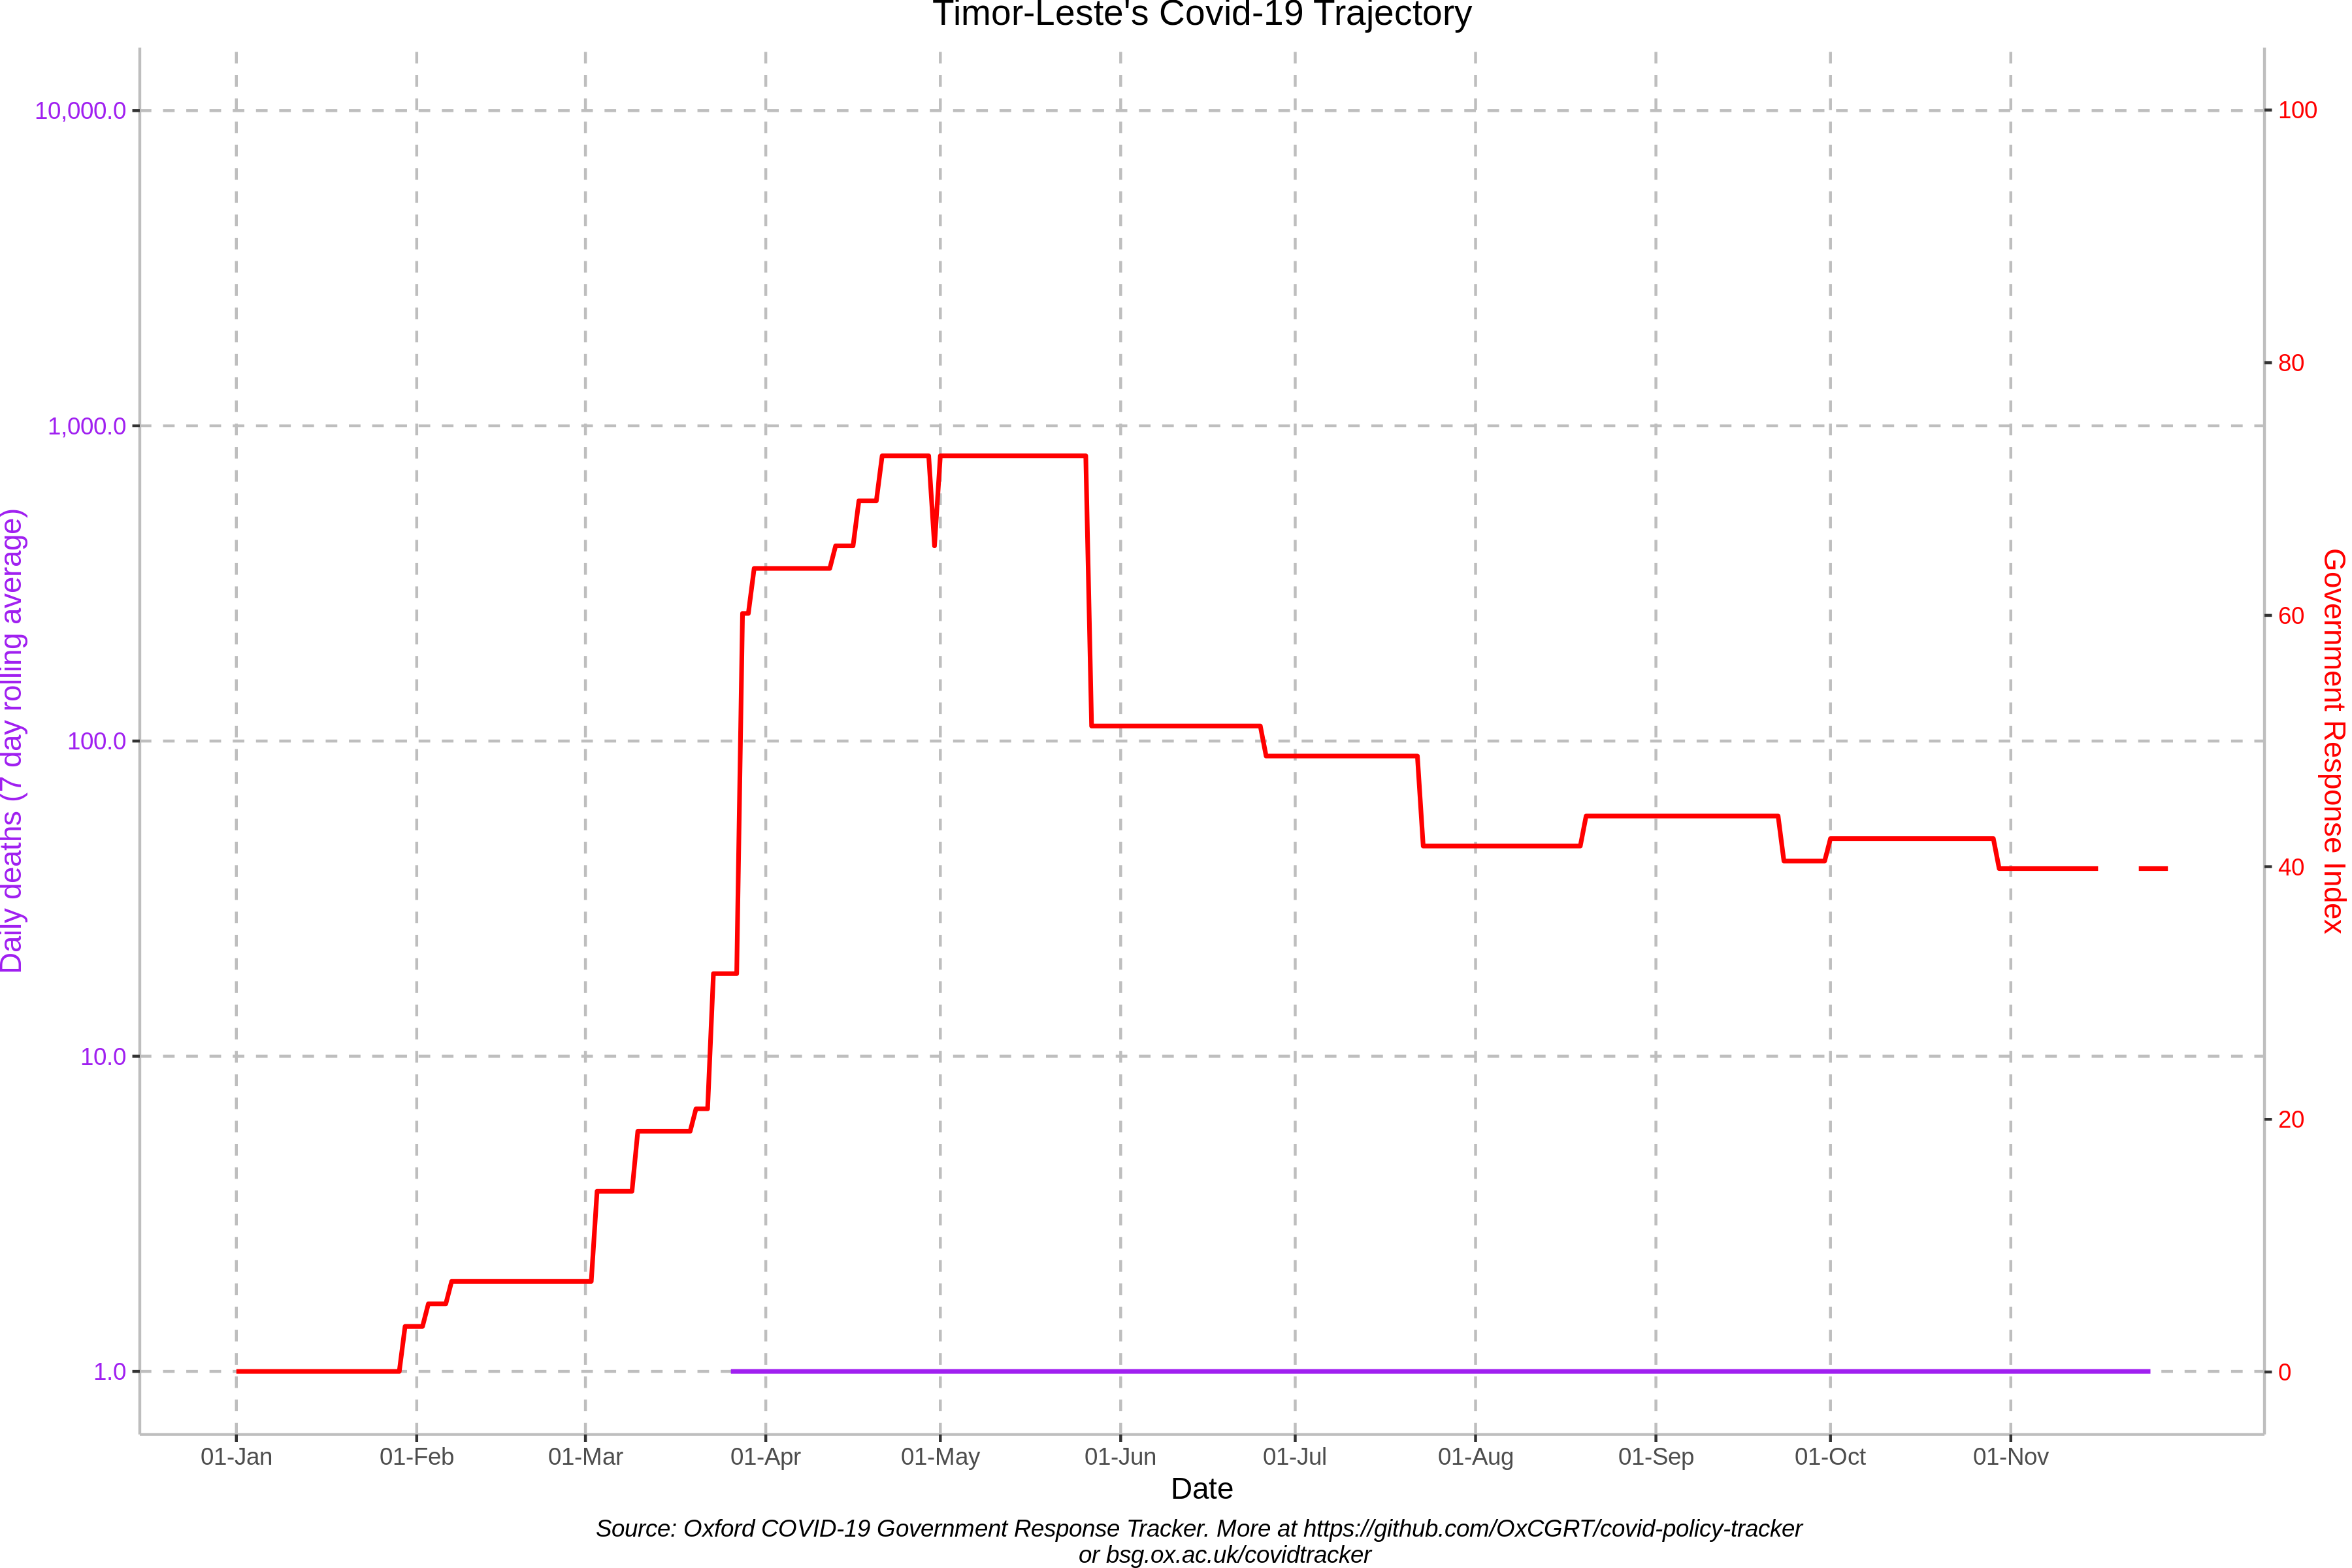 Timor-Leste's Covid-19 Trajectory
10,000.0
1,000.0
100.0
10.0
1.0
Daily deaths (7 day rolling average)
100
80
60
40
20
0
Government Response Index
01-Jan
01-Feb
01-Mar
01-Apr
01-May
01-Jun
01-Jul
01-Aug
01-Sep
01-Oct
01-Nov
Date
Source: Oxford COVID-19 Government Response Tracker. More at https://github.com/OxCGRT/covid-policy-tracker
or bsg.ox.ac.uk/covidtracker